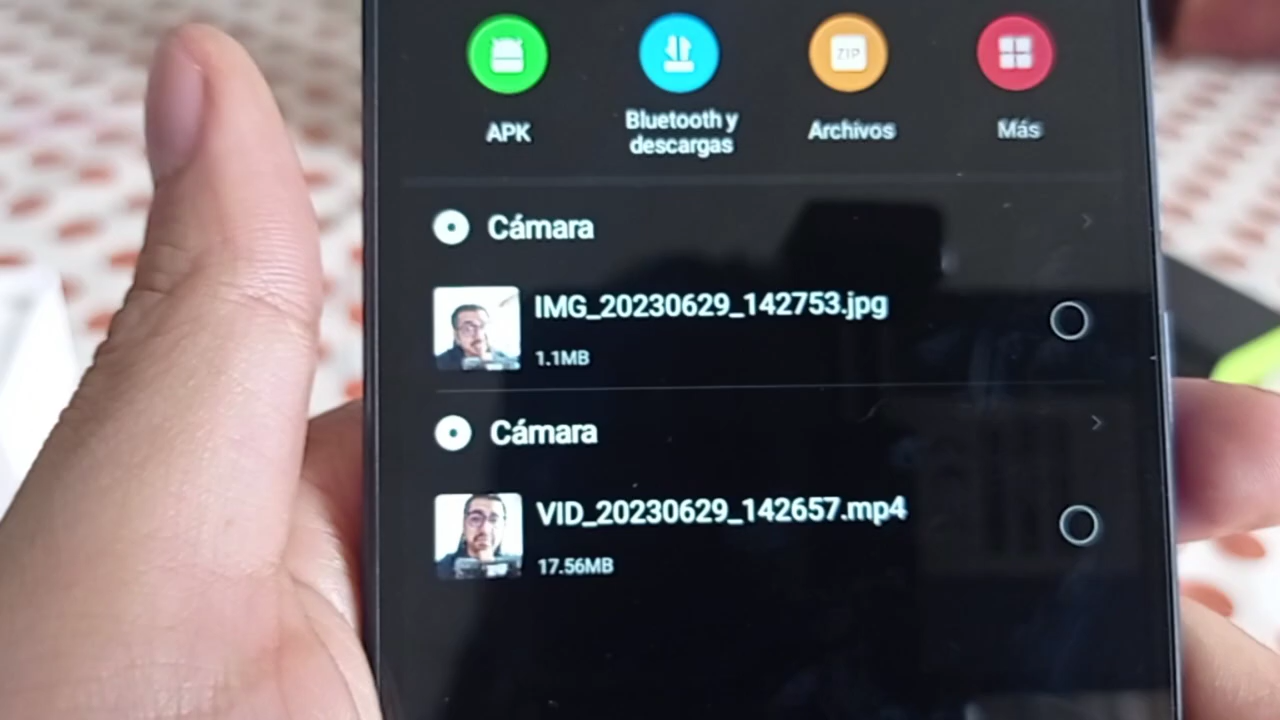 ZIP
APK
Bluetooth y
descargas
Archivos
Más
Cámara
IMG_20230629_142753.jpg
1.1MB
Cámara
VID_20230629_142657.mp4
17.56MB